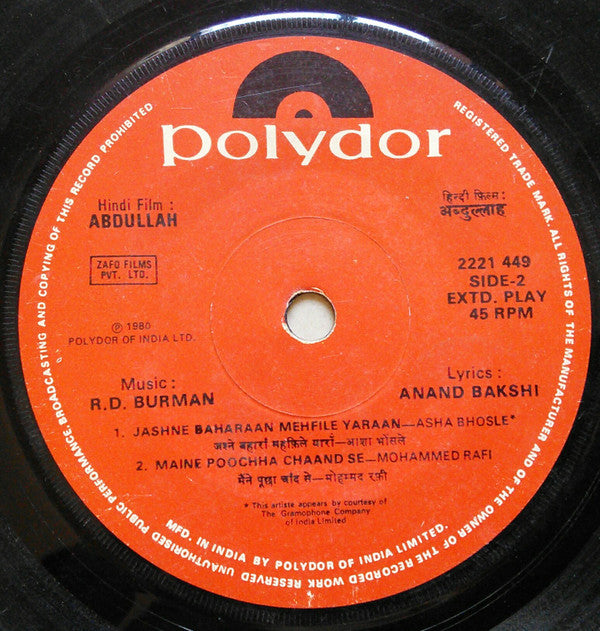 polydor
Hindi Film :
ABDULLAH
हिन्दी फ़िल्म :
अब्दुल्लाह
ZAFO FILMS
PVT. LTD.
2221 449
SIDE-2
EXTD. PLAY
45 RPM
℗ 1980
POLYDOR OF INDIA LTD.
Music :
R.D. BURMAN
Lyrics :
ANAND BAKSHI
1. JASHNE BAHARAAN MEHFILE YARAAN—ASHA BHOSLE*
जश्ने बहाराँ महफ़िले याराँ—आशा भोंसले
2. MAINE POOCHHA CHAAND SE—MOHAMMED RAFI
मैंने पूछा चाँद से—मोहम्मद रफ़ी
* This artiste appears by courtesy of
The Gramophone Company
of India Limited
MFD. IN INDIA BY POLYDOR OF INDIA LIMITED.
REGISTERED TRADE MARK. ALL RIGHTS OF THE MANUFACTURER AND OF THE OWNER OF THE RECORDED WORK RESERVED UNAUTHORISED PUBLIC PERFORMANCE BROADCASTING AND COPYING OF THIS RECORD PROHIBITED